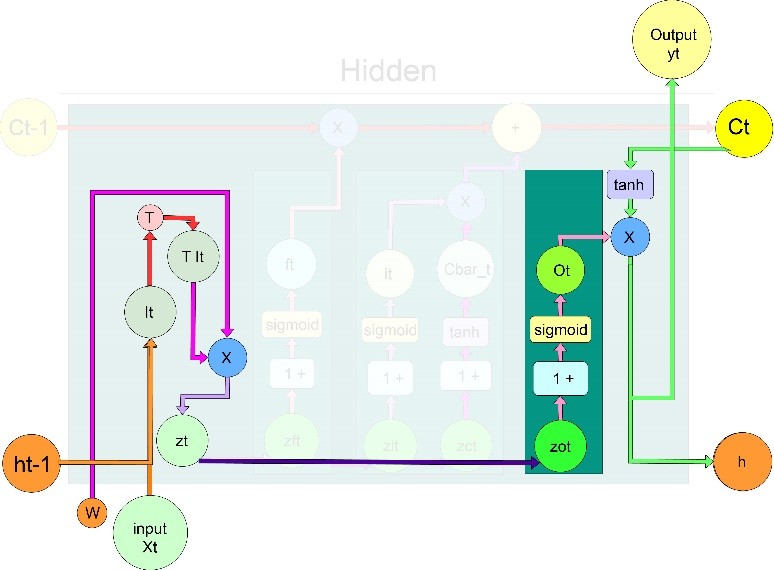 Output
yt
Hidden
Ct-1
X
+
Ct
tanh
T
T It
X
X
ft
it
Cbar_t
Ot
It
sigmoid
sigmoid
tanh
sigmoid
X
1 +
1 +
1 +
1 +
zt
zft
zit
zct
zot
ht-1
h
W
input
Xt